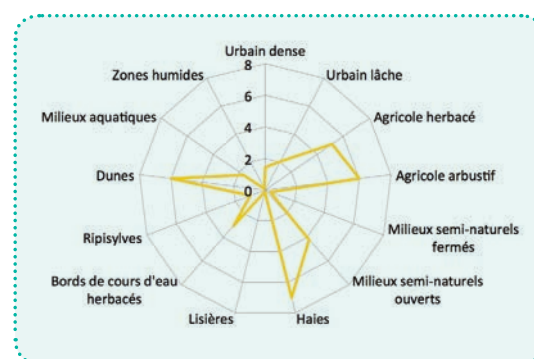 Urbain dense
8
6
4
2
0
Urbain lâche
Agricole herbacé
Agricole arbustif
Milieux semi-naturels
fermés
Milieux semi-naturels
ouverts
Haies
Lisières
Bords de cours d'eau
herbacés
Ripisylves
Dunes
Milieux aquatiques
Zones humides